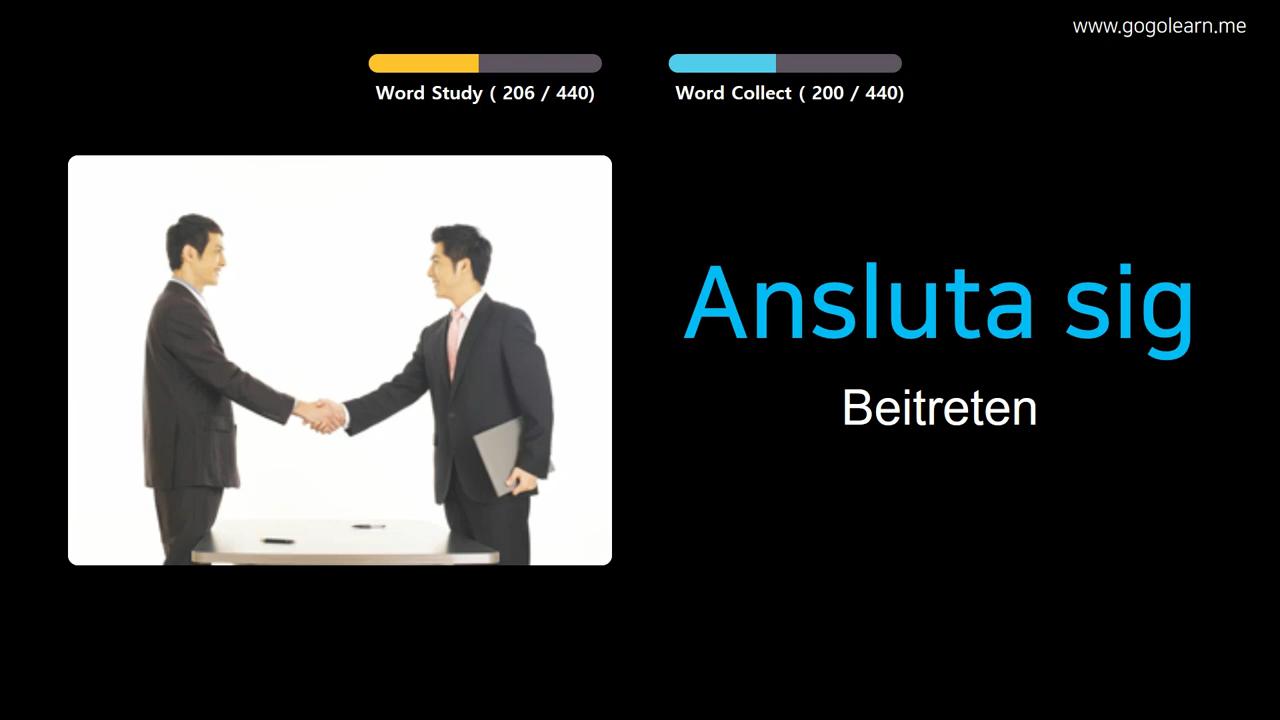 www.gogolearn.me
Word Study ( 206 / 440)
Word Collect ( 200 / 440)
Ansluta sig
Beitreten